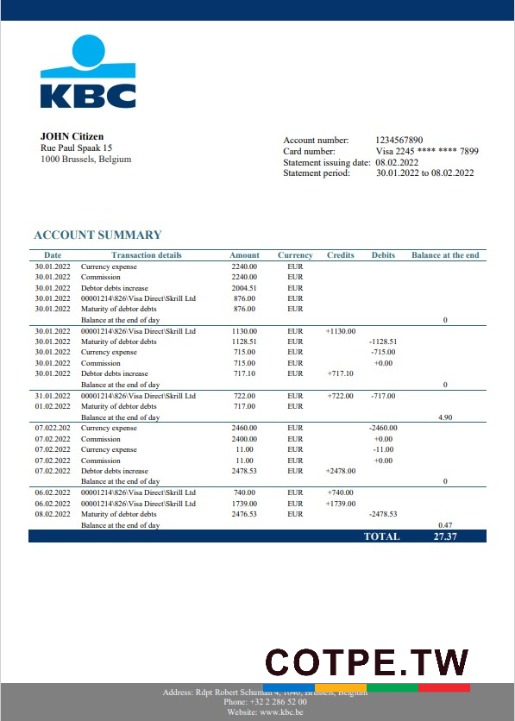 KBC
JOHN Citizen
Rue Paul Spaak 15
1000 Brussels, Belgium
Account number: 1234567890
Card number: Visa 2245 **** **** 7899
Statement issuing date: 08.02.2022
Statement period: 30.01.2022 to 08.02.2022
ACCOUNT SUMMARY
Date Transaction details Amount Currency Credits Debits Balance at the end
30.01.2022 Currency expense 2240.00 EUR
30.01.2022 Commission 2240.00 EUR
30.01.2022 Debtor debts increase 2004.51 EUR
30.01.2022 00001214\826\Visa Direct\Skrill Ltd 876.00 EUR
30.01.2022 Maturity of debtor debts 876.00 EUR
Balance at the end of day 0
30.01.2022 00001214\826\Visa Direct\Skrill Ltd 1130.00 EUR +1130.00
30.01.2022 Maturity of debtor debts 1128.51 EUR -1128.51
30.01.2022 Currency expense 715.00 EUR -715.00
30.01.2022 Commission 715.00 EUR +0.00
30.01.2022 Debtor debts increase 717.10 EUR +717.10
Balance at the end of day 0
31.01.2022 00001214\826\Visa Direct\Skrill Ltd 722.00 EUR +722.00 -717.00
01.02.2022 Maturity of debtor debts 717.00 EUR
Balance at the end of day 4.90
07.022.202 Currency expense 2460.00 EUR -2460.00
07.02.2022 Commission 2400.00 EUR +0.00
07.02.2022 Currency expense 11.00 EUR -11.00
07.02.2022 Commission 11.00 EUR +0.00
07.02.2022 Debtor debts increase 2478.53 EUR +2478.00
Balance at the end of day 0
06.02.2022 00001214\826\Visa Direct\Skrill Ltd 740.00 EUR +740.00
06.02.2022 00001214\826\Visa Direct\Skrill Ltd 1739.00 EUR +1739.00
08.02.2022 Maturity of debtor debts 2476.53 EUR -2478.53
Balance at the end of day 0.47
TOTAL 27.37
COTPE.TW
Address: Rdpt Robert Schuman 4, 1040, Brussels, Belgium
Phone: +32 2 286 52 00
Website: www.kbc.be